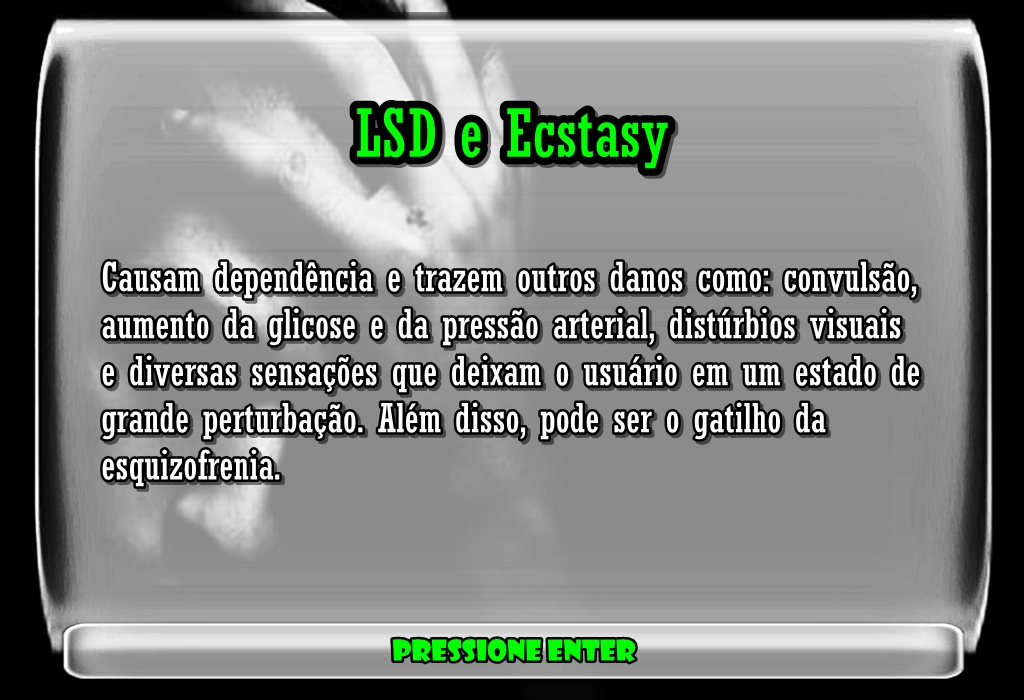 LSD e Ecstasy
Causam dependência e trazem outros danos como: convulsão,
aumento da glicose e da pressão arterial, distúrbios visuais
e diversas sensações que deixam o usuário em um estado de
grande perturbação. Além disso, pode ser o gatilho da
esquizofrenia.
PRESSIONE ENTER